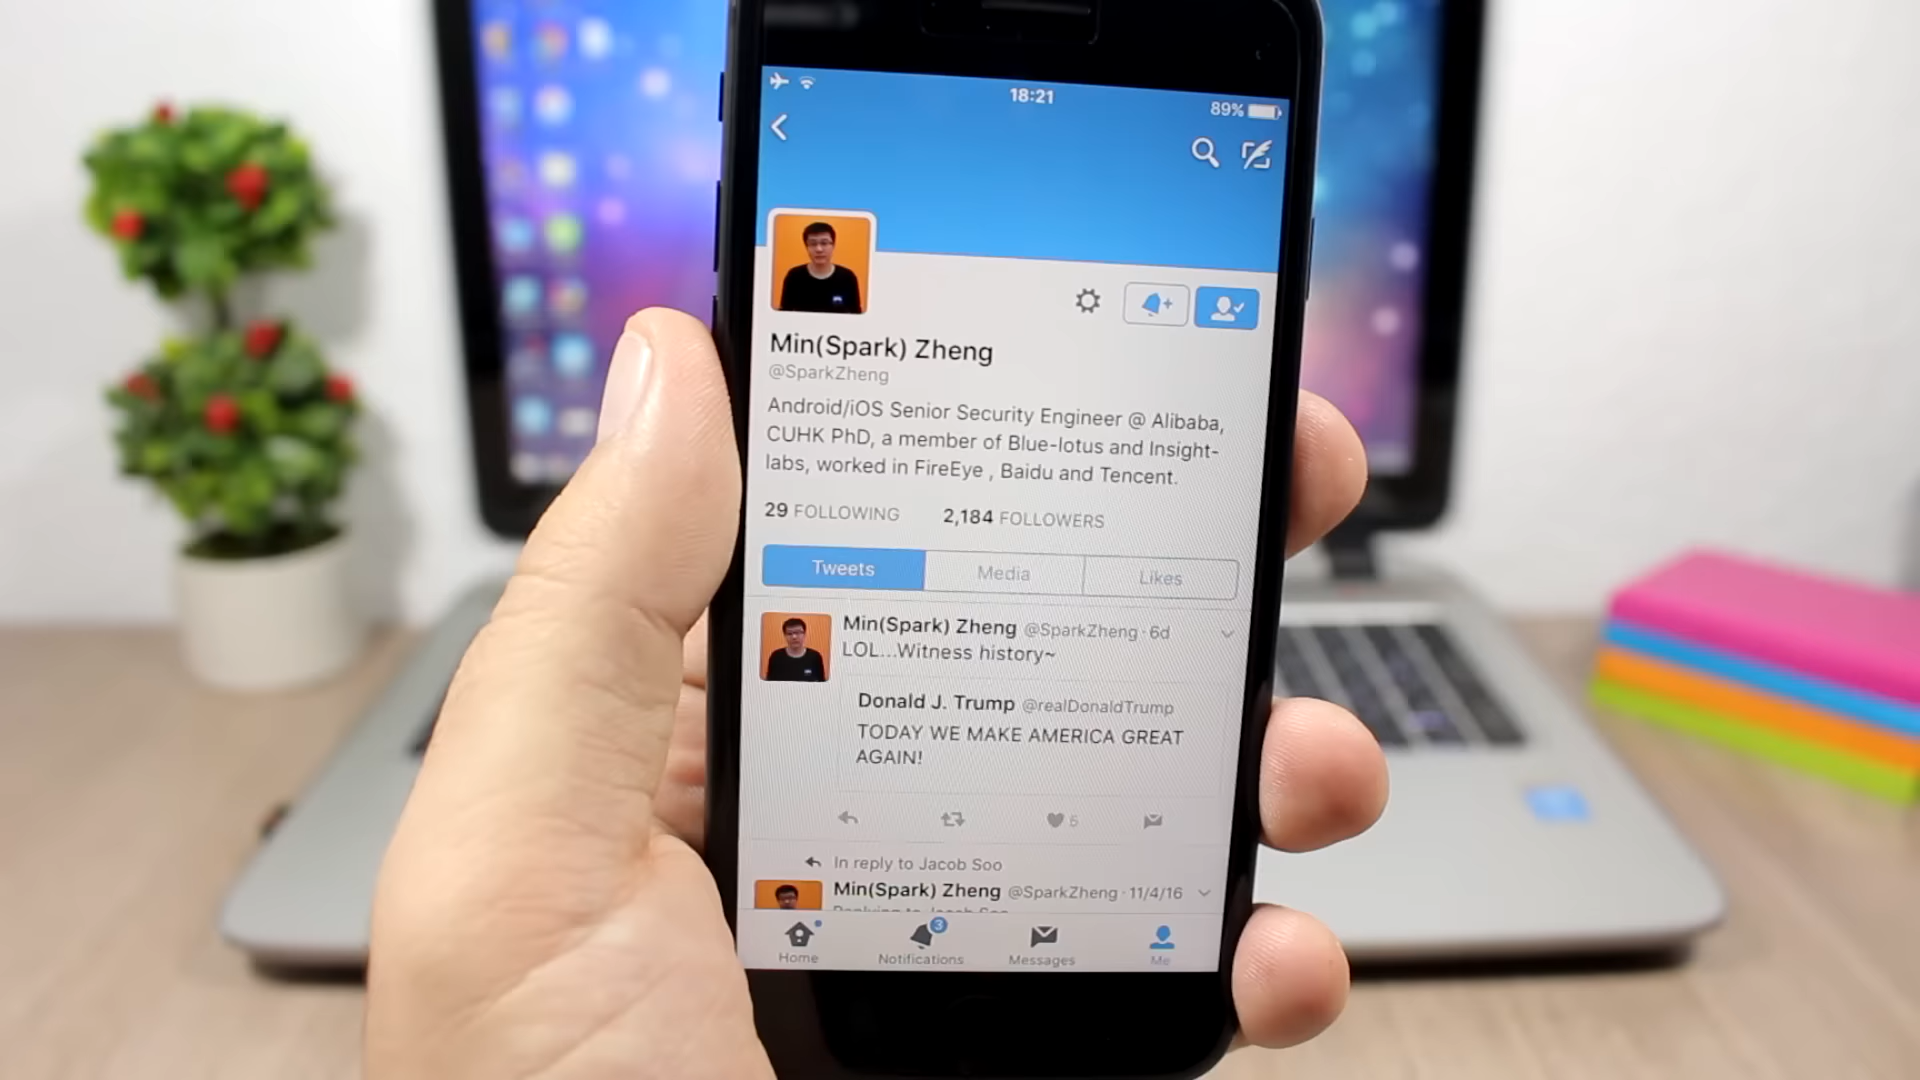 18:21
89%
Min(Spark) Zheng
@SparkZheng
Android/iOS Senior Security Engineer @ Alibaba,
CUHK PhD, a member of Blue-lotus and Insight-
labs, worked in FireEye , Baidu and Tencent.
29 FOLLOWING 2,184 FOLLOWERS
Tweets Media Likes
Min(Spark) Zheng @SparkZheng · 6d
LOL...Witness history~
Donald J. Trump @realDonaldTrump
TODAY WE MAKE AMERICA GREAT
AGAIN!
6
In reply to Jacob Soo
Min(Spark) Zheng @SparkZheng · 11/4/16
3
Home Notifications Messages Me